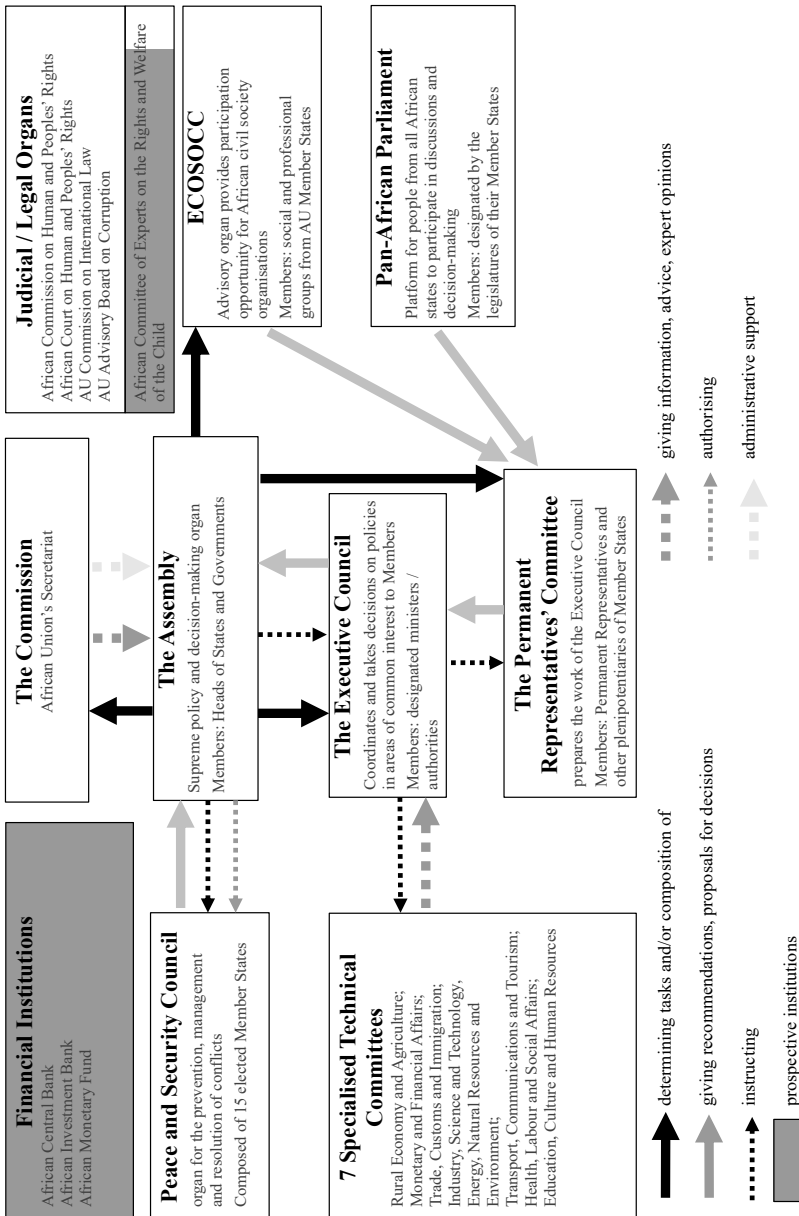 Financial Institutions
African Central Bank
African Investment Bank
African Monetary Fund
The Commission
African Union’s Secretariat
Judicial / Legal Organs
African Commission on Human and Peoples’ Rights
African Court on Human and Peoples’ Rights
AU Commission on International Law
AU Advisory Board on Corruption
African Committee of Experts on the Rights and Welfare
of the Child
Peace and Security Council
organ for the prevention, management
and resolution of conflicts
Composed of 15 elected Member States
The Assembly
Supreme policy and decision-making organ
Members: Heads of States and Governments
ECOSOCC
Advisory organ provides participation
opportunity for African civil society
organisations
Members: social and professional
groups from AU Member States
7 Specialised Technical
Committees
Rural Economy and Agriculture;
Monetary and Financial Affairs;
Trade, Customs and Immigration;
Industry, Science and Technology,
Energy, Natural Resources and
Environment;
Transport, Communications and Tourism;
Health, Labour and Social Affairs;
Education, Culture and Human Resources
The Executive Council
Coordinates and takes decisions on policies
in areas of common interest to Members
Members: designated ministers /
authorities
Pan-African Parliament
Platform for people from all African
states to participate in discussions and
decision-making
Members: designated by the
legislatures of their Member States
The Permanent
Representatives’ Committee
prepares the work of the Executive Council
Members: Permanent Representatives and
other plenipotentiaries of Member States
determining tasks and/or composition of
giving recommendations, proposals for decisions
instructing
prospective institutions
giving information, advice, expert opinions
authorising
administrative support